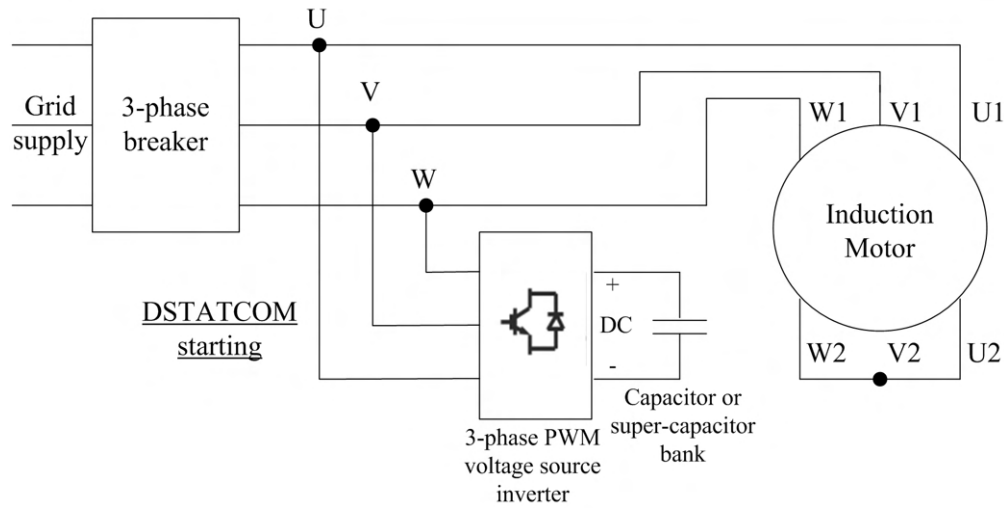 U
V
W
Grid
supply
3-phase
breaker
W1
V1
U1
Induction
Motor
DSTATCOM
starting
+
DC
-
W2
V2
U2
Capacitor or
super-capacitor
bank
3-phase PWM
voltage source
inverter